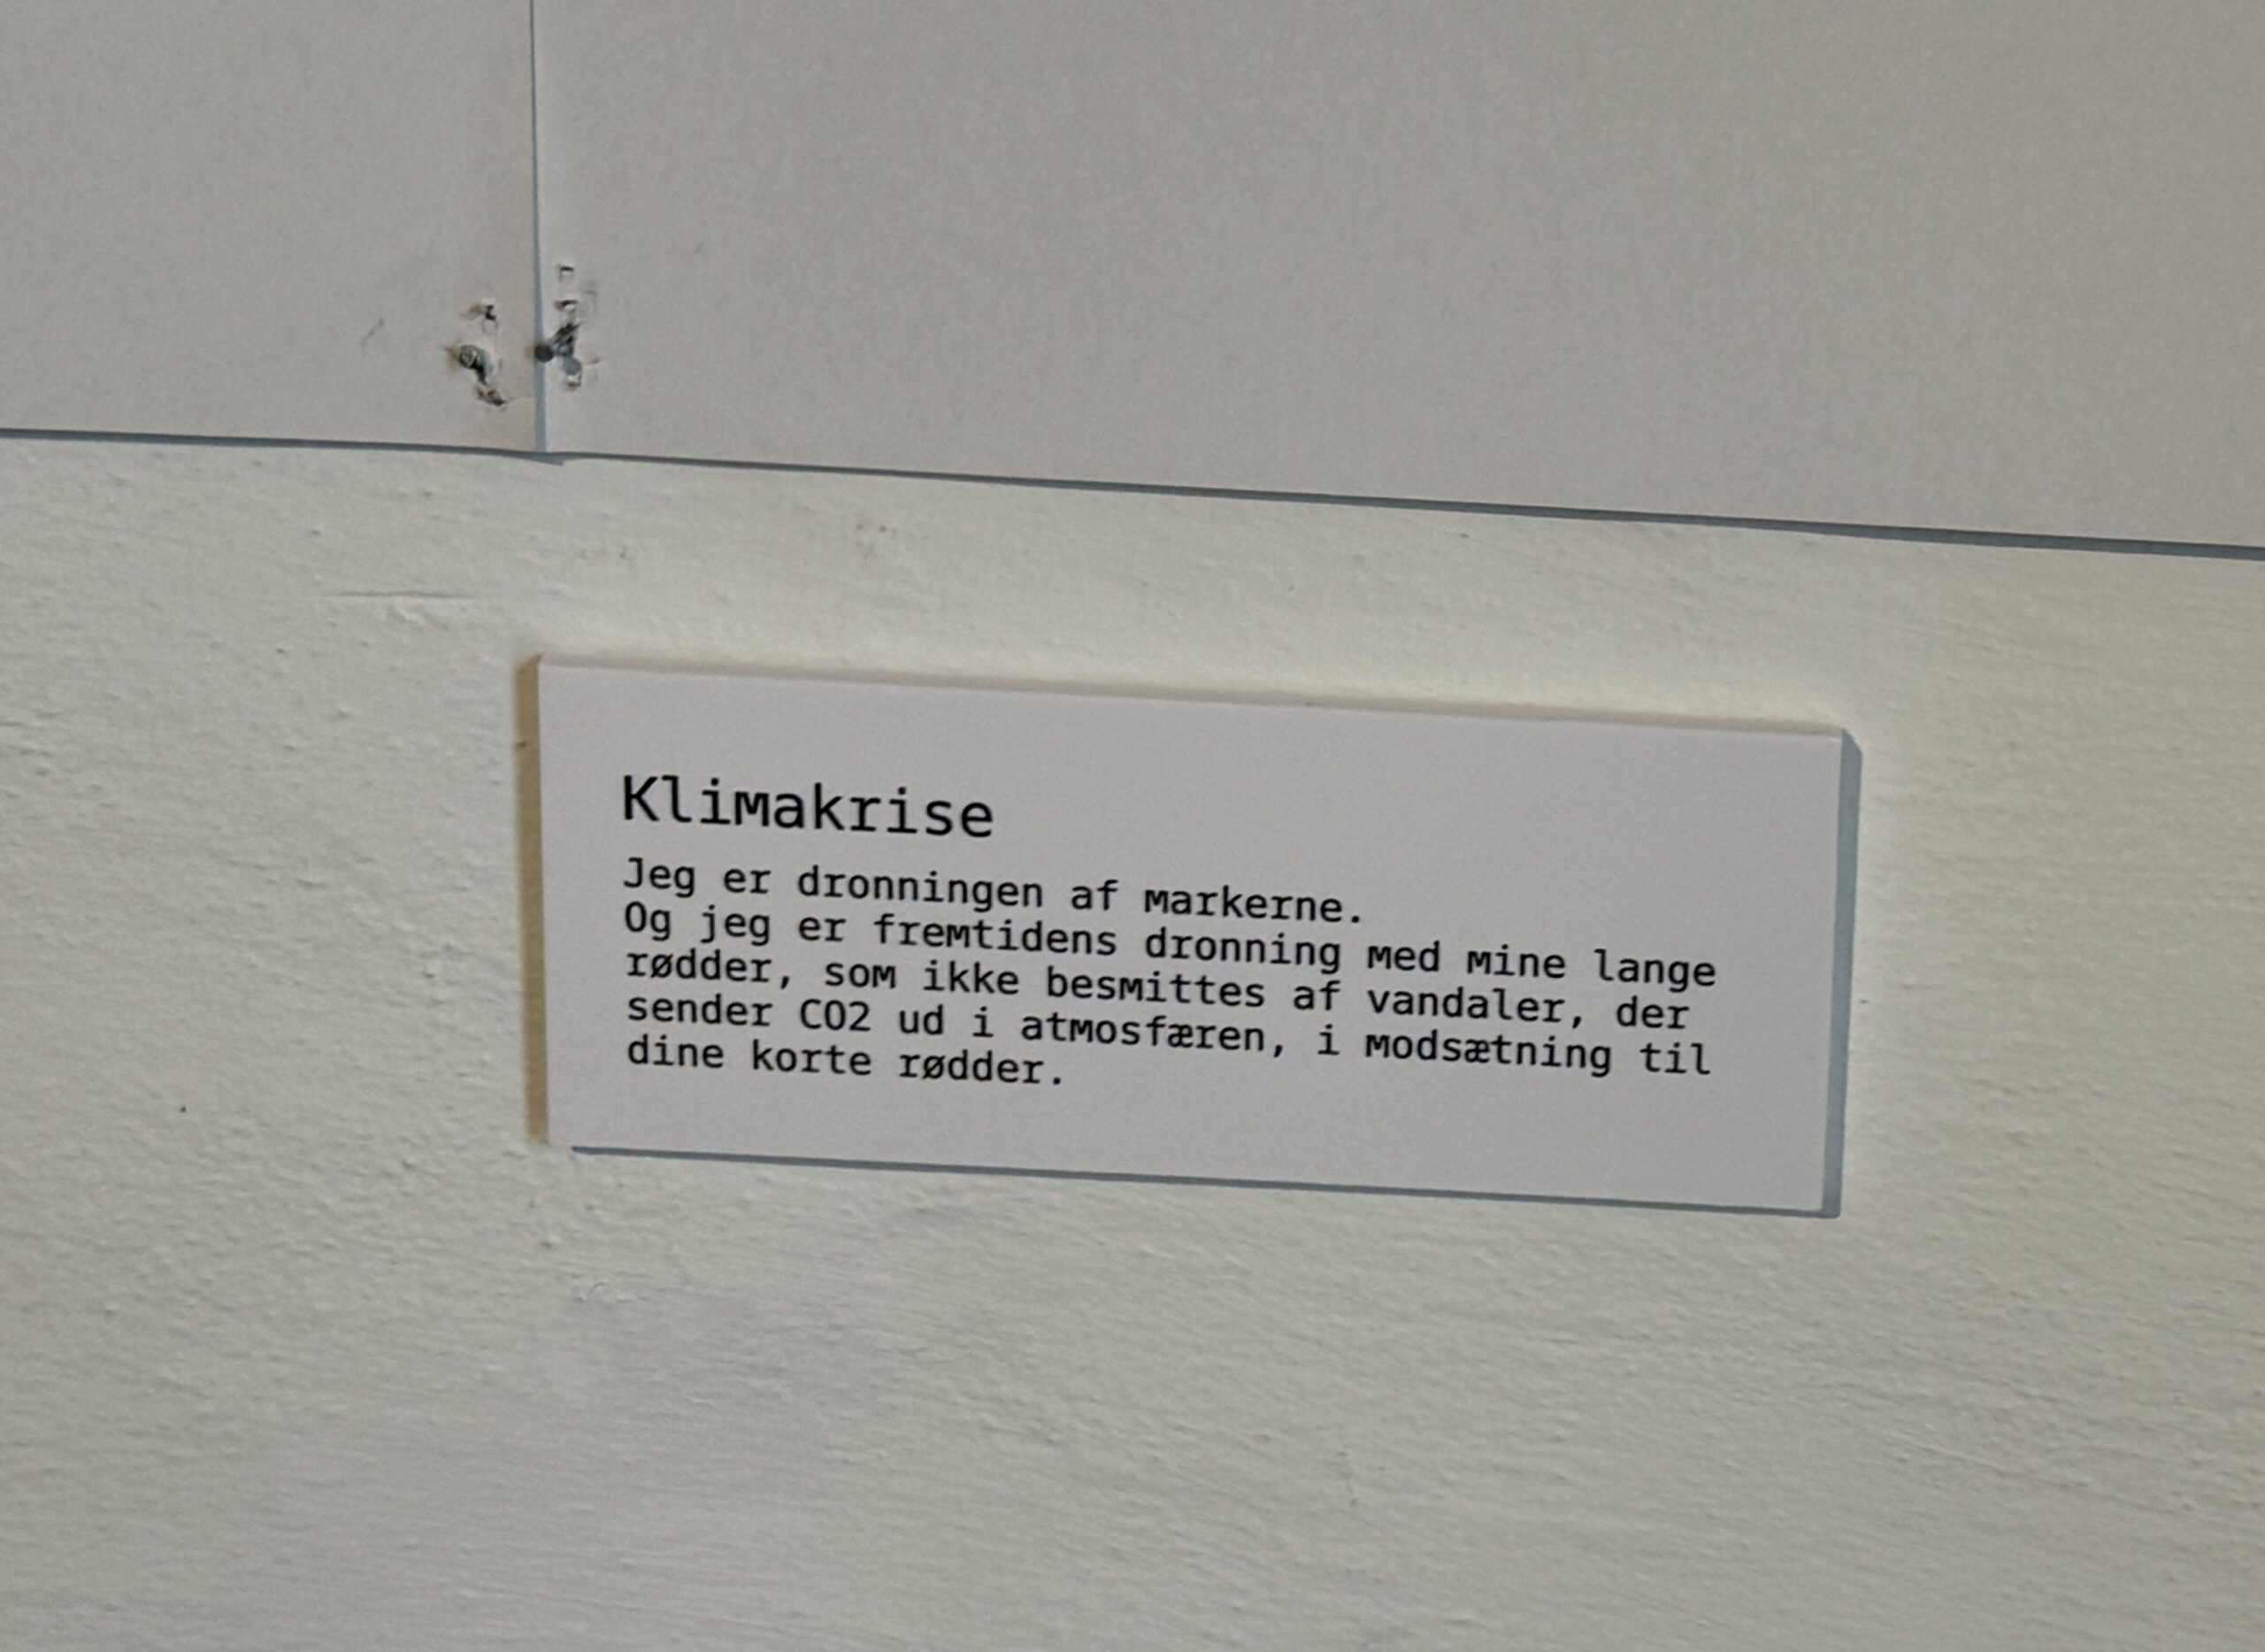 Klimakrise
Jeg er dronningen af markerne.
Og jeg er fremtidens dronning med mine lange
rødder, som ikke besmittes af vandaler, der
sender CO2 ud i atmosfæren, i modsætning til
dine korte rødder.